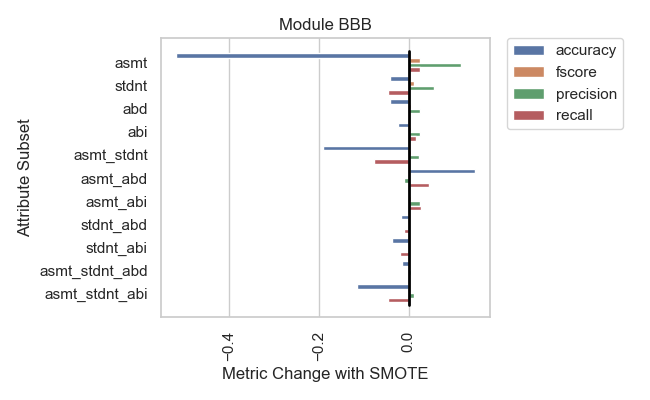 Module BBB
accuracy
fscore
precision
recall
Attribute Subset
asmt
stdnt
abd
abi
asmt_stdnt
asmt_abd
asmt_abi
stdnt_abd
stdnt_abi
asmt_stdnt_abd
asmt_stdnt_abi
−0.4
−0.2
0.0
Metric Change with SMOTE